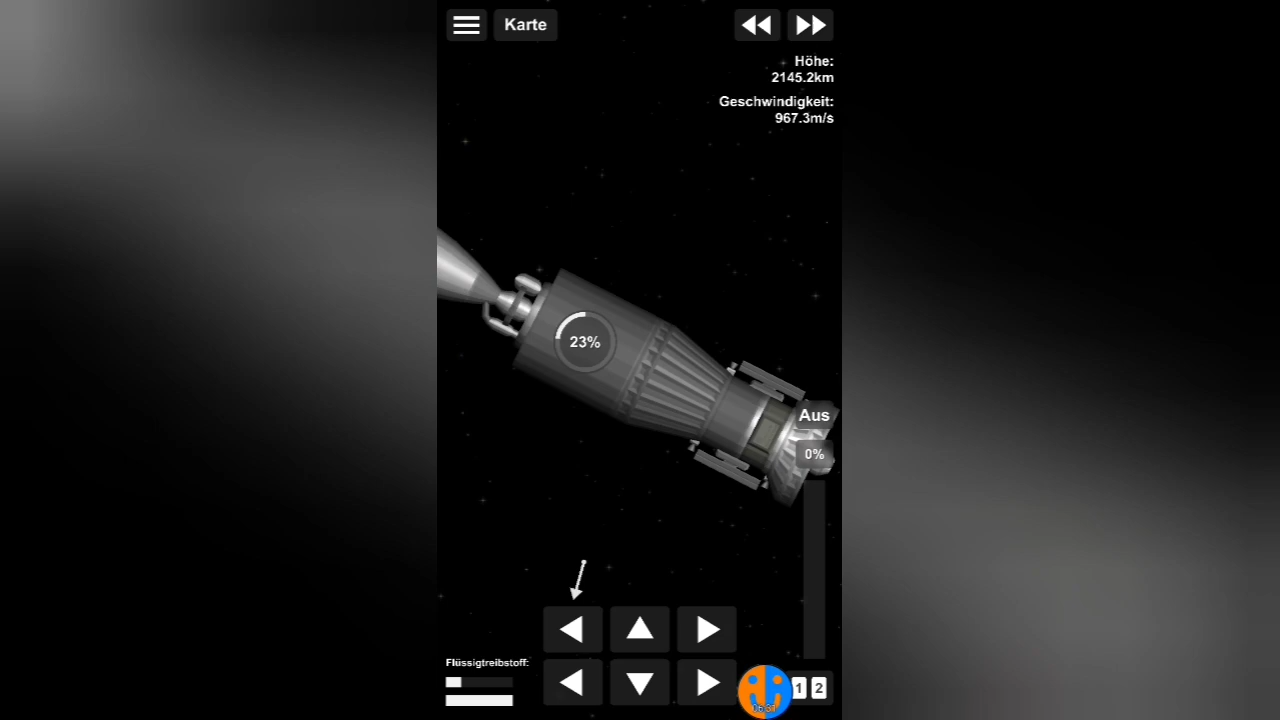 Karte
Höhe:
2145.2km
Geschwindigkeit:
967.3m/s
23%
Aus
0%
Flüssigtreibstoff:
1 2